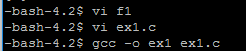 -bash-4.2$ vi f1
-bash-4.2$ vi ex1.c
-bash-4.2$ gcc -o ex1 ex1.c